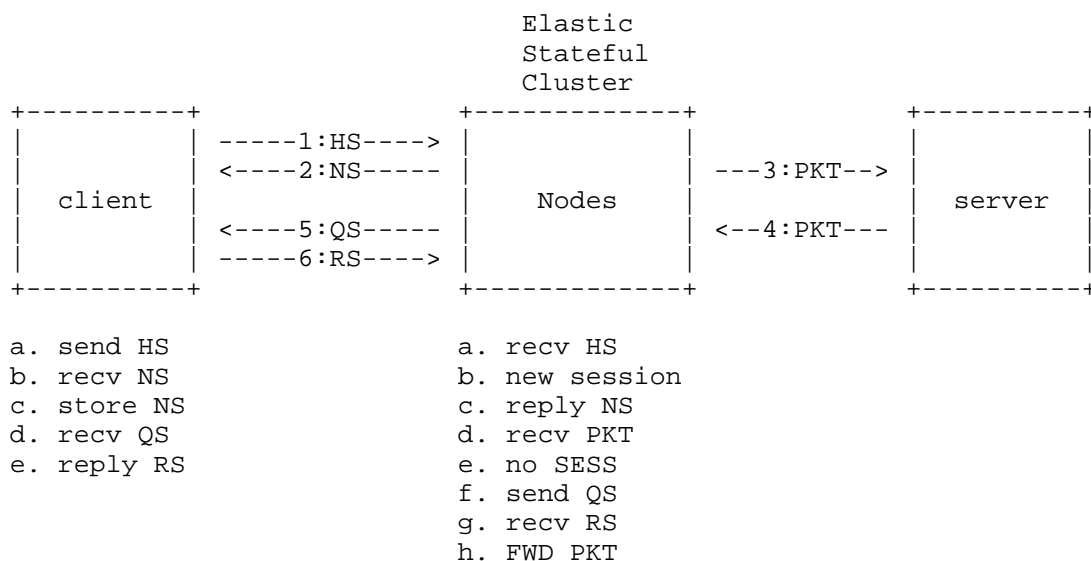 Elastic
Stateful
Cluster
+----------+ +-------------+ +----------+
| | -----1:HS----> | | | |
| | <----2:NS----- | | ---3:PKT--> | |
| client | | Nodes | | server |
| | <----5:QS----- | | <--4:PKT--- | |
| | -----6:RS----> | | | |
+----------+ +-------------+ +----------+
a. send HS a. recv HS
b. recv NS b. new session
c. store NS c. reply NS
d. recv QS d. recv PKT
e. reply RS e. no SESS
f. send QS
g. recv RS
h. FWD PKT